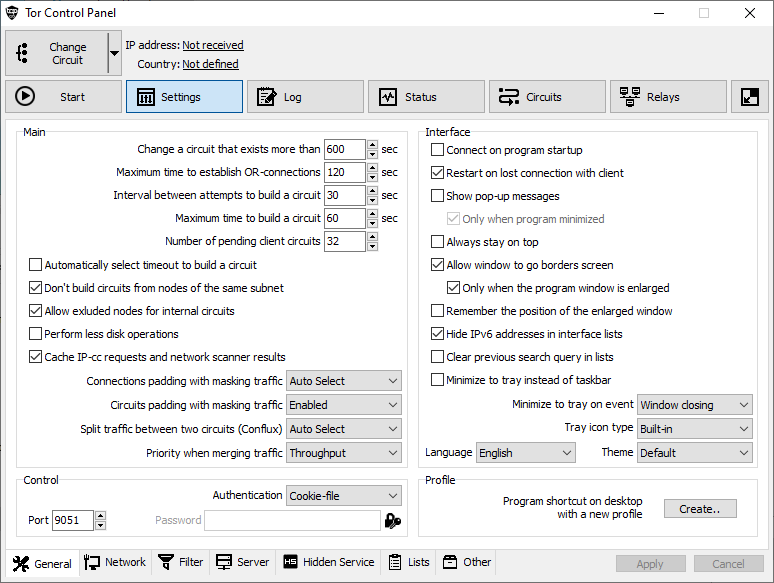 Tor Control Panel
Change
Circuit
IP address: Not received
Country: Not defined
Start
Settings
Log
Status
Circuits
Relays
Main
Change a circuit that exists more than 600 sec
Maximum time to establish OR-connections 120 sec
Interval between attempts to build a circuit 30 sec
Maximum time to build a circuit 60 sec
Number of pending client circuits 32
Automatically select timeout to build a circuit
Don't build circuits from nodes of the same subnet
Allow exluded nodes for internal circuits
Perform less disk operations
Cache IP-cc requests and network scanner results
Connections padding with masking traffic Auto Select
Circuits padding with masking traffic Enabled
Split traffic between two circuits (Conflux) Auto Select
Priority when merging traffic Throughput
Interface
Connect on program startup
Restart on lost connection with client
Show pop-up messages
Only when program minimized
Always stay on top
Allow window to go borders screen
Only when the program window is enlarged
Remember the position of the enlarged window
Hide IPv6 addresses in interface lists
Clear previous search query in lists
Minimize to tray instead of taskbar
Minimize to tray on event Window closing
Tray icon type Built-in
Language English Theme Default
Control
Authentication Cookie-file
Port 9051 Password
Profile
Program shortcut on desktop
with a new profile
Create..
General
Network
Filter
Server
HS Hidden Service
Lists
Other
Apply
Cancel